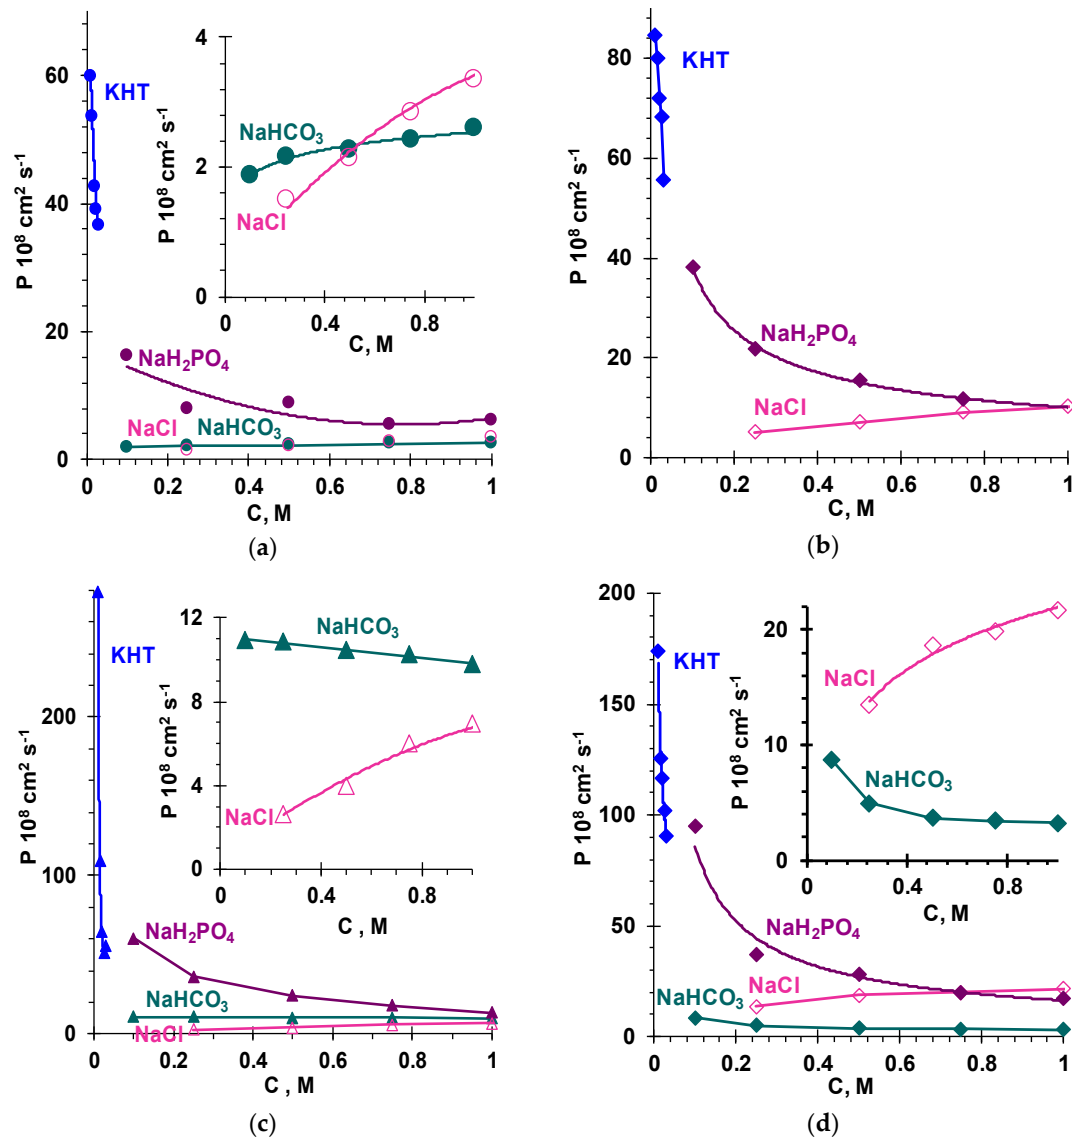 60
40
20
0
P 10⁸ cm² s⁻¹
KHT
NaH₂PO₄
NaCl
NaHCO₃
0
0.2
0.4
0.6
0.8
1
C, M
4
2
0
P 10⁸ cm² s⁻¹
NaHCO₃
NaCl
0
0.4
0.8
C, M
(a)
80
60
40
20
0
P 10⁸ cm² s⁻¹
KHT
NaH₂PO₄
NaCl
0
0.2
0.4
0.6
0.8
1
C, M
(b)
200
100
0
P 10⁸ cm² s⁻¹
KHT
NaH₂PO₄
NaHCO₃
NaCl
0
0.2
0.4
0.6
0.8
1
C , M
12
8
4
0
P 10⁸ cm² s⁻¹
NaHCO₃
NaCl
0
0.4
0.8
C , M
(c)
200
150
100
50
0
P 10⁸ cm² s⁻¹
KHT
NaH₂PO₄
NaCl
NaHCO₃
0
0.2
0.4
0.6
0.8
1
C, M
20
10
0
P 10⁸ cm² s⁻¹
NaCl
NaHCO₃
0
0.4
0.8
C, M
(d)